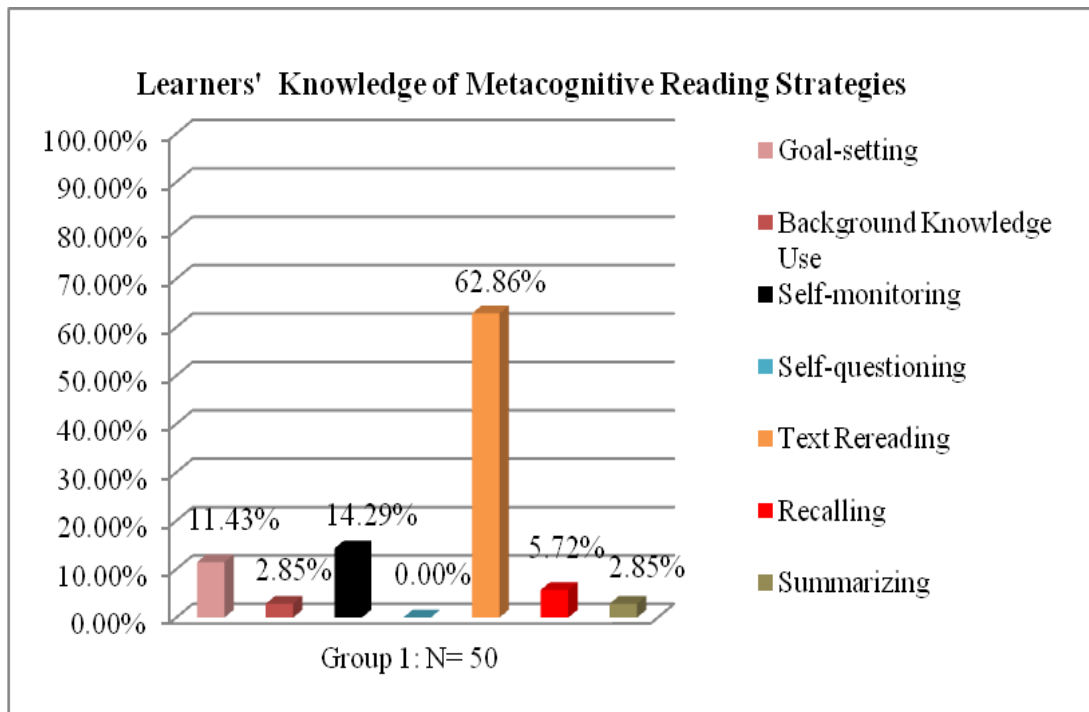 Learners' Knowledge of Metacognitive Reading Strategies
100.00%
90.00%
80.00%
70.00%
60.00%
50.00%
40.00%
30.00%
20.00%
10.00%
0.00%
11.43%
2.85%
14.29%
0.00%
62.86%
5.72%
2.85%
Group 1: N= 50
Goal-setting
Background Knowledge
Use
Self-monitoring
Self-questioning
Text Rereading
Recalling
Summarizing